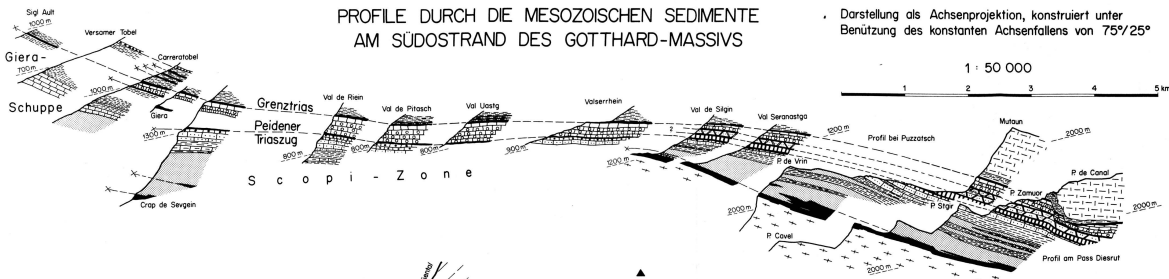 PROFILE DURCH DIE MESOZOISCHEN SEDIMENTE
AM SÜDOSTRAND DES GOTTHARD-MASSIVS
Darstellung als Achsenprojektion, konstruiert unter
Benützung des konstanten Achsenfallens von 75°/25°
1 : 50 000
1 2 3 4 5 km
Sigl Ault
1000 m
Versamer Tobel
Giera-
Schuppe
700 m
Carreratobel
1000 m
Giera
1300 m
Crap de Sevgein
Grenztrias
Peidener
Triaszug
Scopi-Zone
Val de Riein
800 m
Val de Pitasch
800 m
Val Uastg
800 m
Valserrhein
900 m
?
Val de Silgin
1200 m
Val Seranastga
1200 m
P. de Vrin
2000 m
Profil bei Puzzatsch
Mutaun
2000 m
P. de Canal
P. Zamuor
P. Stgir
2000 m
2000 m
P. Cavel
2000 m
Profil am Pass Diesrut